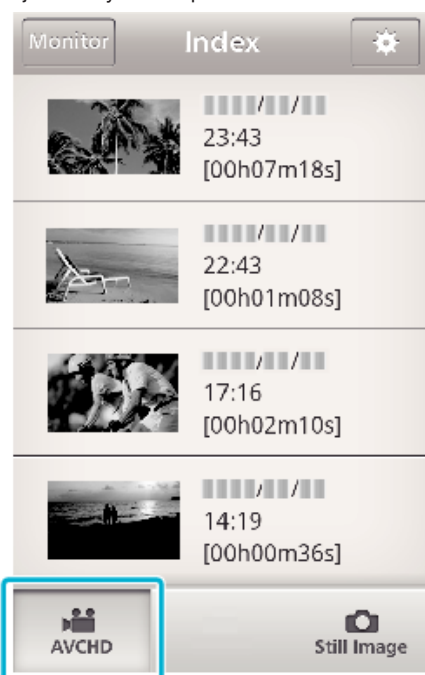 Monitor
Index
23:43
[00h07m18s]
22:43
[00h01m08s]
17:16
[00h02m10s]
14:19
[00h00m36s]
AVCHD
Still Image